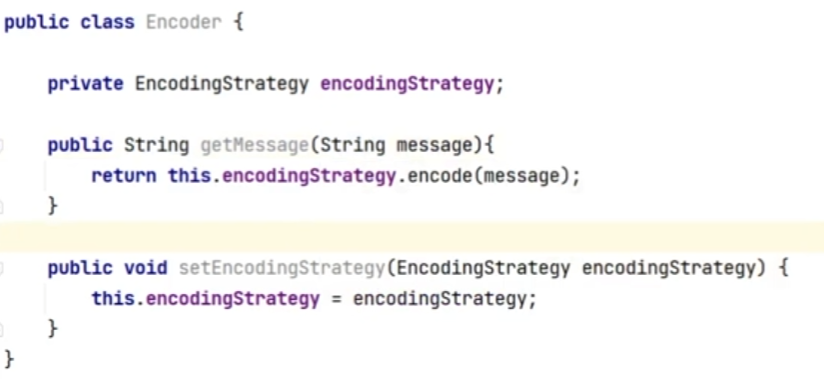 public class Encoder {
private EncodingStrategy encodingStrategy;
public String getMessage(String message){
return this.encodingStrategy.encode(message);
}
public void setEncodingStrategy(EncodingStrategy encodingStrategy) {
this.encodingStrategy = encodingStrategy;
}
}